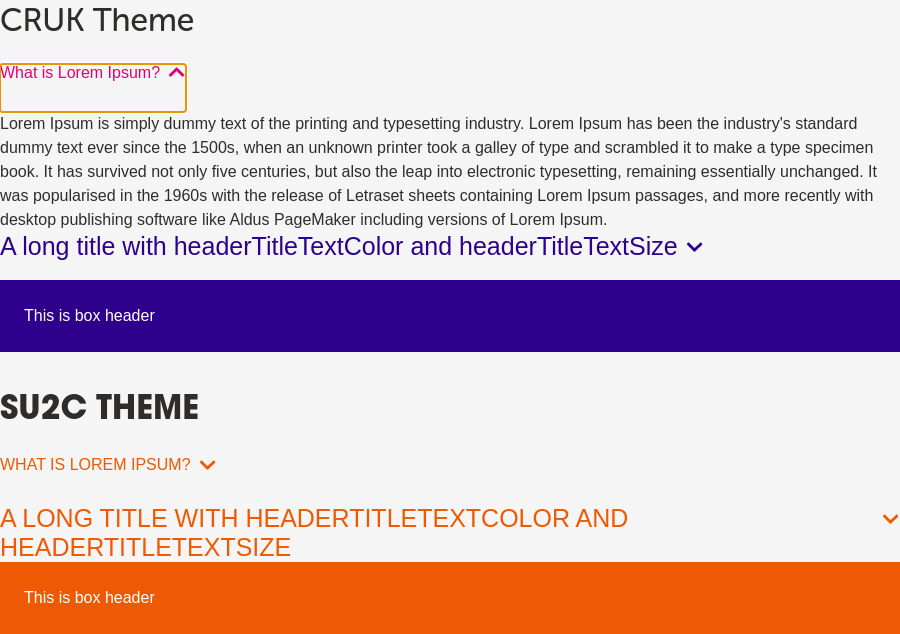 CRUK Theme
What is Lorem Ipsum?
Lorem Ipsum is simply dummy text of the printing and typesetting industry. Lorem Ipsum has been the industry's standard
dummy text ever since the 1500s, when an unknown printer took a galley of type and scrambled it to make a type specimen
book. It has survived not only five centuries, but also the leap into electronic typesetting, remaining essentially unchanged. It
was popularised in the 1960s with the release of Letraset sheets containing Lorem Ipsum passages, and more recently with
desktop publishing software like Aldus PageMaker including versions of Lorem Ipsum.
A long title with headerTitleTextColor and headerTitleTextSize
This is box header
SU2C THEME
WHAT IS LOREM IPSUM?
A LONG TITLE WITH HEADERTITLETEXTCOLOR AND
HEADERTITLETEXTSIZE
This is box header